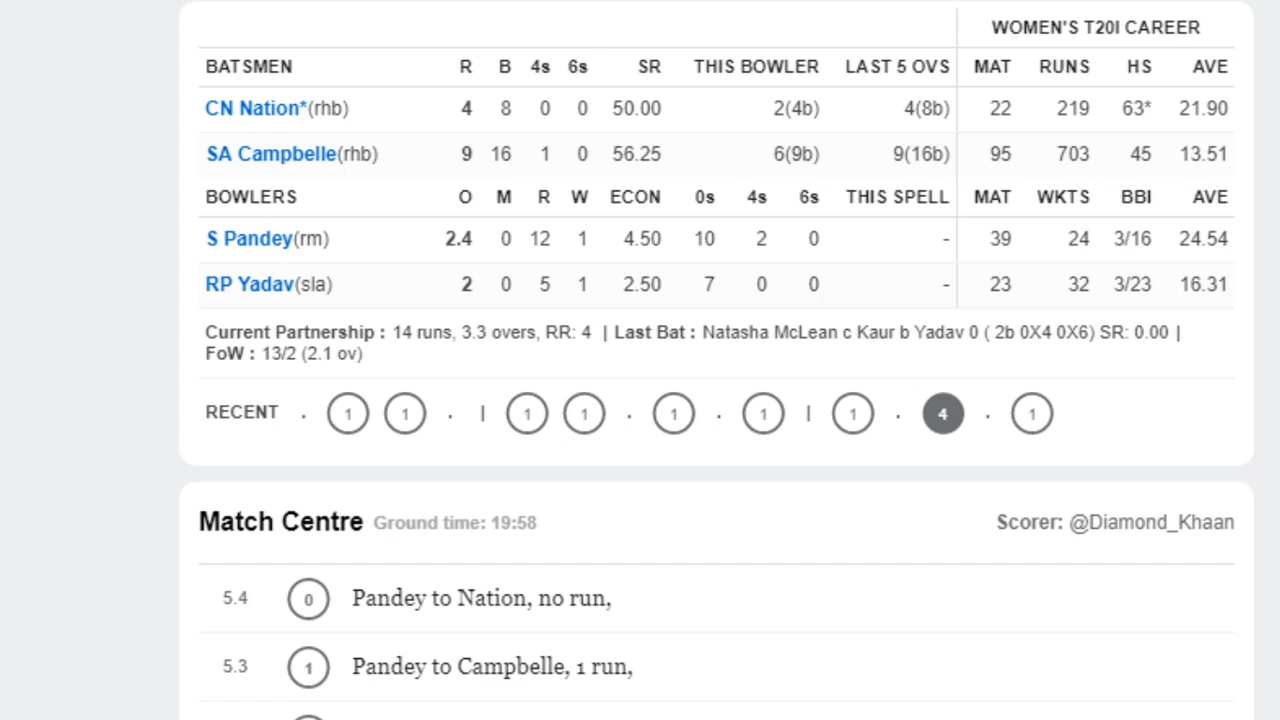 WOMEN'S T20I CAREER
BATSMEN R B 4s 6s SR THIS BOWLER LAST 5 OVS MAT RUNS HS AVE
CN Nation*(rhb) 4 8 0 0 50.00 2(4b) 4(8b) 22 219 63* 21.90
SA Campbelle(rhb) 9 16 1 0 56.25 6(9b) 9(16b) 95 703 45 13.51
BOWLERS O M R W ECON 0s 4s 6s THIS SPELL MAT WKTS BBI AVE
S Pandey(rm) 2.4 0 12 1 4.50 10 2 0 - 39 24 3/16 24.54
RP Yadav(sla) 2 0 5 1 2.50 7 0 0 - 23 32 3/23 16.31
Current Partnership : 14 runs, 3.3 overs, RR: 4 | Last Bat : Natasha McLean c Kaur b Yadav 0 ( 2b 0X4 0X6) SR: 0.00 |
FoW : 13/2 (2.1 ov)
RECENT . 1 1 . | 1 1 . 1 . 1 | 1 . 4 . 1
Match Centre Ground time: 19:58 Scorer: @Diamond_Khaan
5.4 0 Pandey to Nation, no run,
5.3 1 Pandey to Campbelle, 1 run,